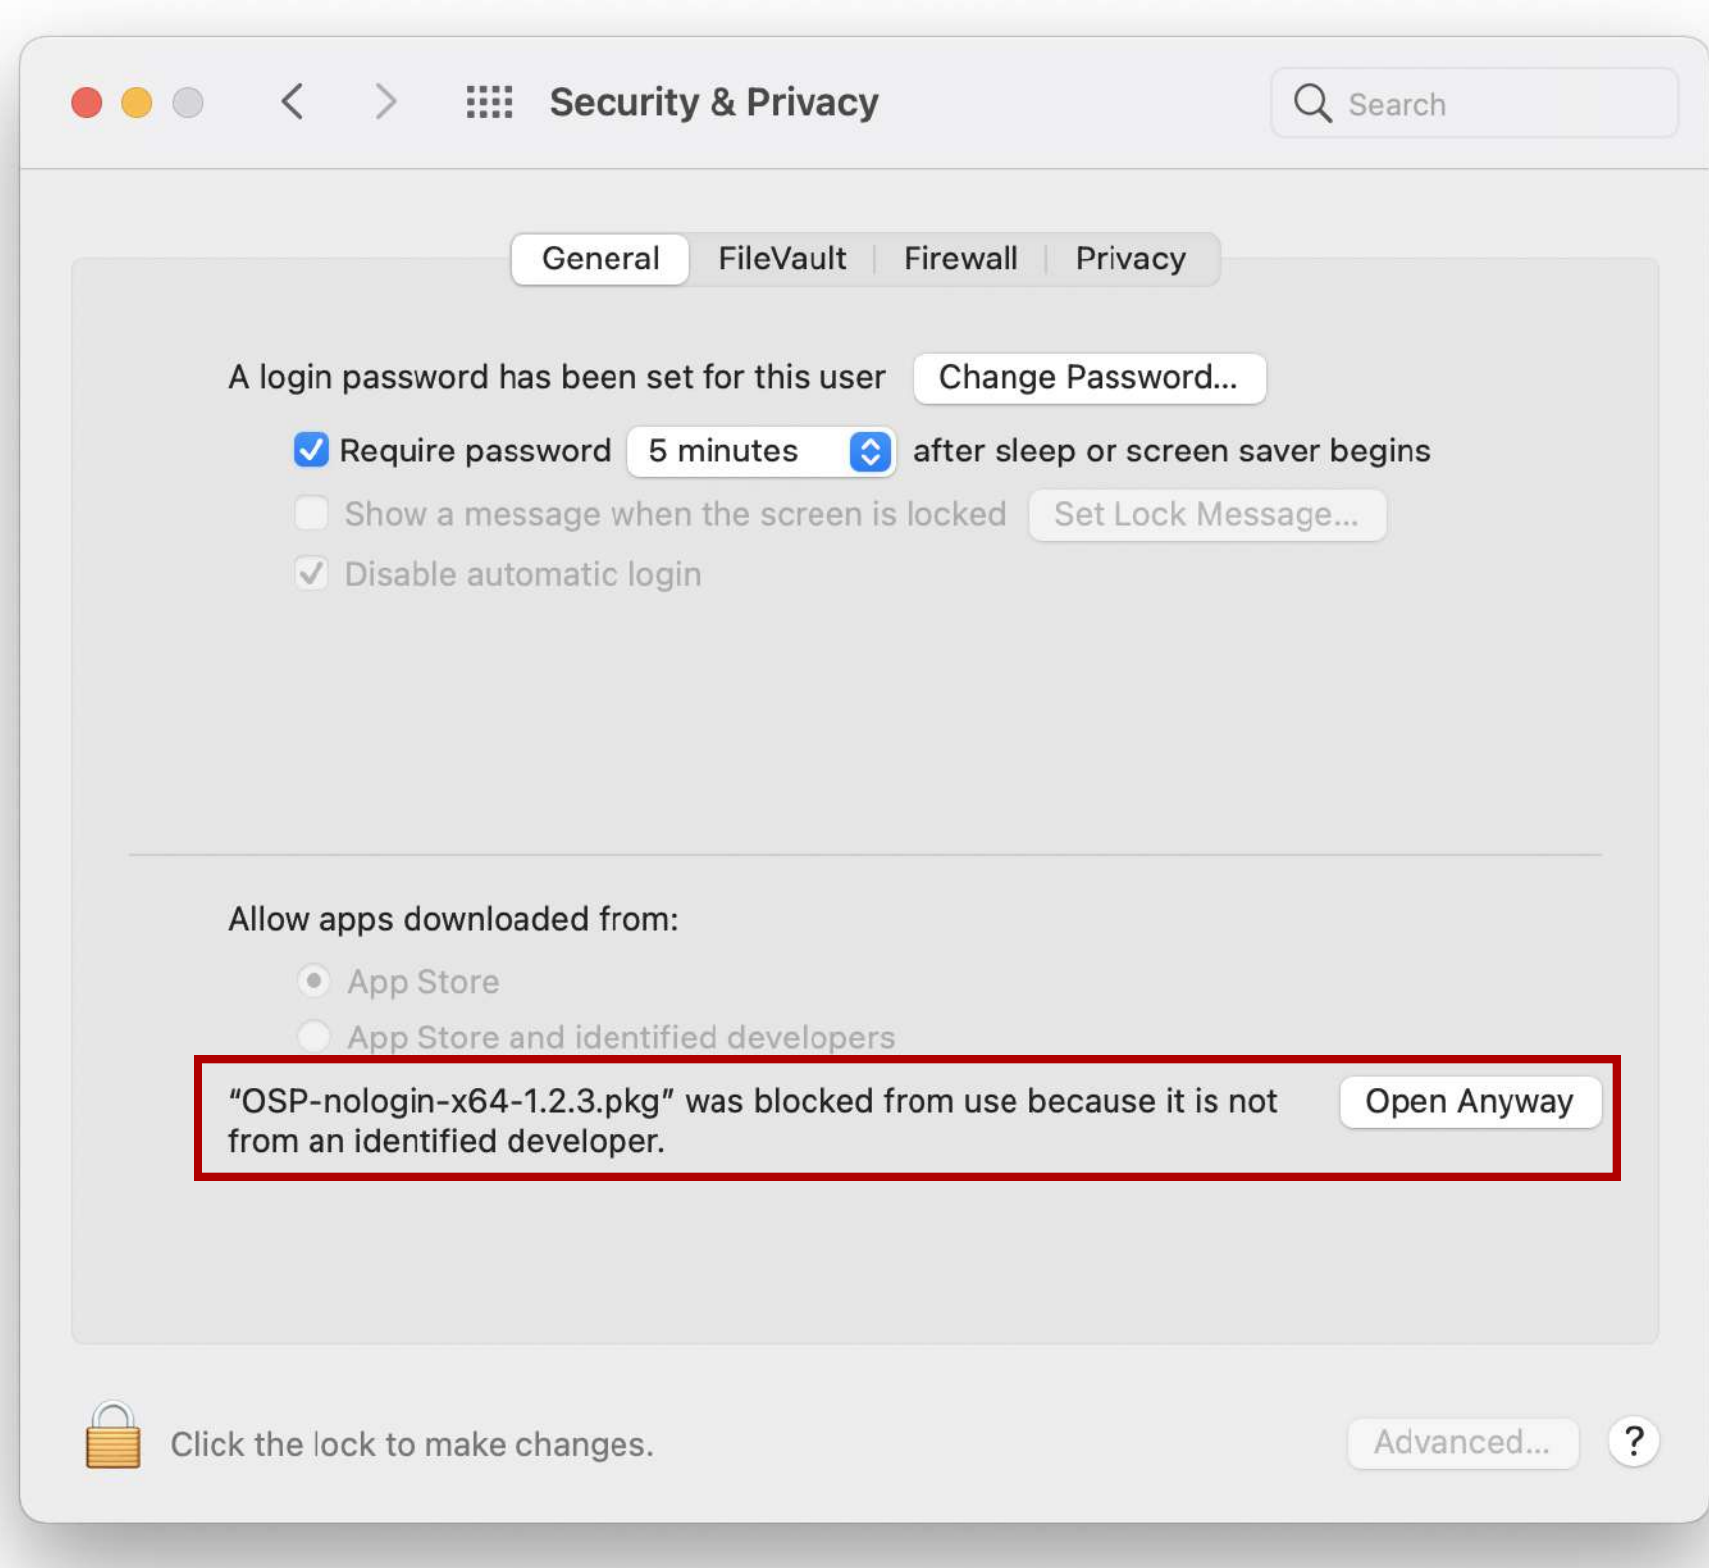 Security & Privacy
Search
General FileVault Firewall Privacy
A login password has been set for this user Change Password...
Require password 5 minutes after sleep or screen saver begins
Show a message when the screen is locked Set Lock Message...
Disable automatic login
Allow apps downloaded from:
App Store
App Store and identified developers
“OSP-nologin-x64-1.2.3.pkg” was blocked from use because it is not Open Anyway
from an identified developer.
Click the lock to make changes. Advanced... ?